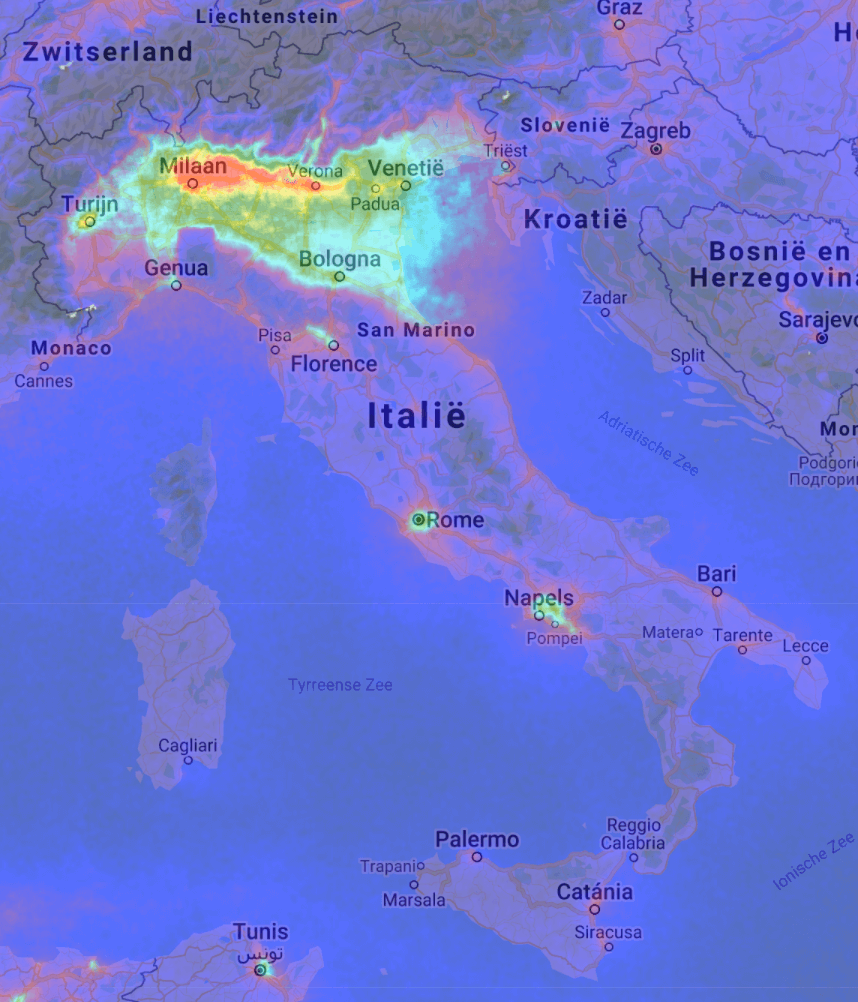 Liechtenstein
Graz
Zwitserland
Slovenië
Zagreb
Triëst
Milaan
Verona
Venetië
Padua
Turijn
Kroatië
Bosnië en
Herzegovina
Bologna
Genua
Zadar
Sarajevo
San Marino
Pisa
Florence
Monaco
Cannes
Split
Italië
Adriatische Zee
Podgori
Подгори
Rome
Bari
Napels
Pompei
Matera
Tarente
Lecce
Tyrreense Zee
Cagliari
Reggio
Calabria
Palermo
Trapani
Marsala
Catánia
Siracusa
Ionische Zee
Tunis
تونس